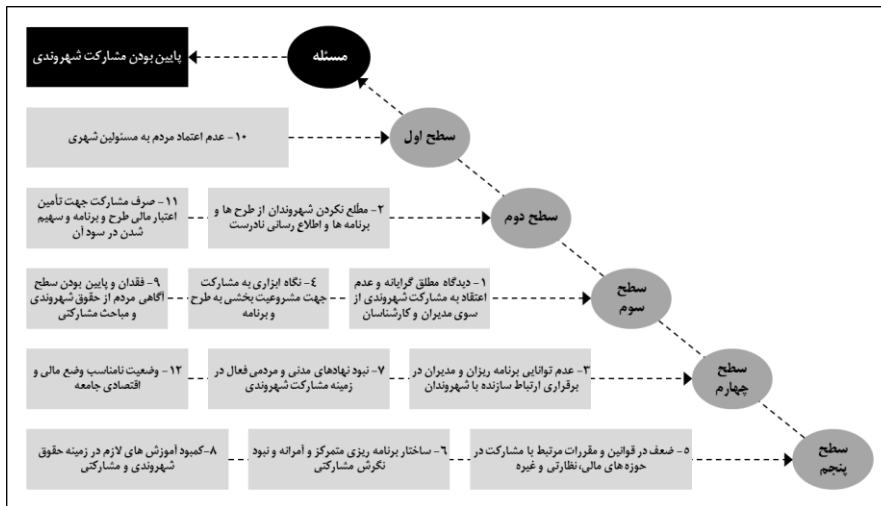 مسئله
پایین بودن مشارکت شهروندی
سطح اول
۱۰- عدم اعتماد مردم به مسئولین شهری
سطح دوم
۲- مطّلع نکردن شهروندان از طرح ها و
برنامه ها و اطلاع رسانی نادرست
۱۱- صرف مشارکت جهت تأمین
اعتبار مالی طرح و برنامه و سهیم
شدن در سود آن
سطح
سوم
۱- دیدگاه مطلق گرایانه و عدم
اعتقاد به مشارکت شهروندی از
سوی مدیران و کارشناسان
۴- نگاه ابزاری به مشارکت
جهت مشروعیت بخشی به طرح
و برنامه
۹- فقدان و پایین بودن سطح
آگاهی مردم از حقوق شهروندی
و مباحث مشارکتی
سطح
چهارم
۳- عدم توانایی برنامه ریزان و مدیران در
برقراری ارتباط سازنده با شهروندان
۷- نبود نهادهای مدنی و مردمی فعال در
زمینه مشارکت شهروندی
۱۲- وضعیت نامناسب وضع مالی و
اقتصادی جامعه
سطح
پنجم
۵- ضعف در قوانین و مقررات مرتبط با مشارکت در
حوزه های مالی،نظارتی و غیره
۶- ساختار برنامه ریزی متمرکز و آمرانه و نبود
نگرش مشارکتی
۸-کمبود آموزش های لازم در زمینه حقوق
شهروندی و مشارکتی